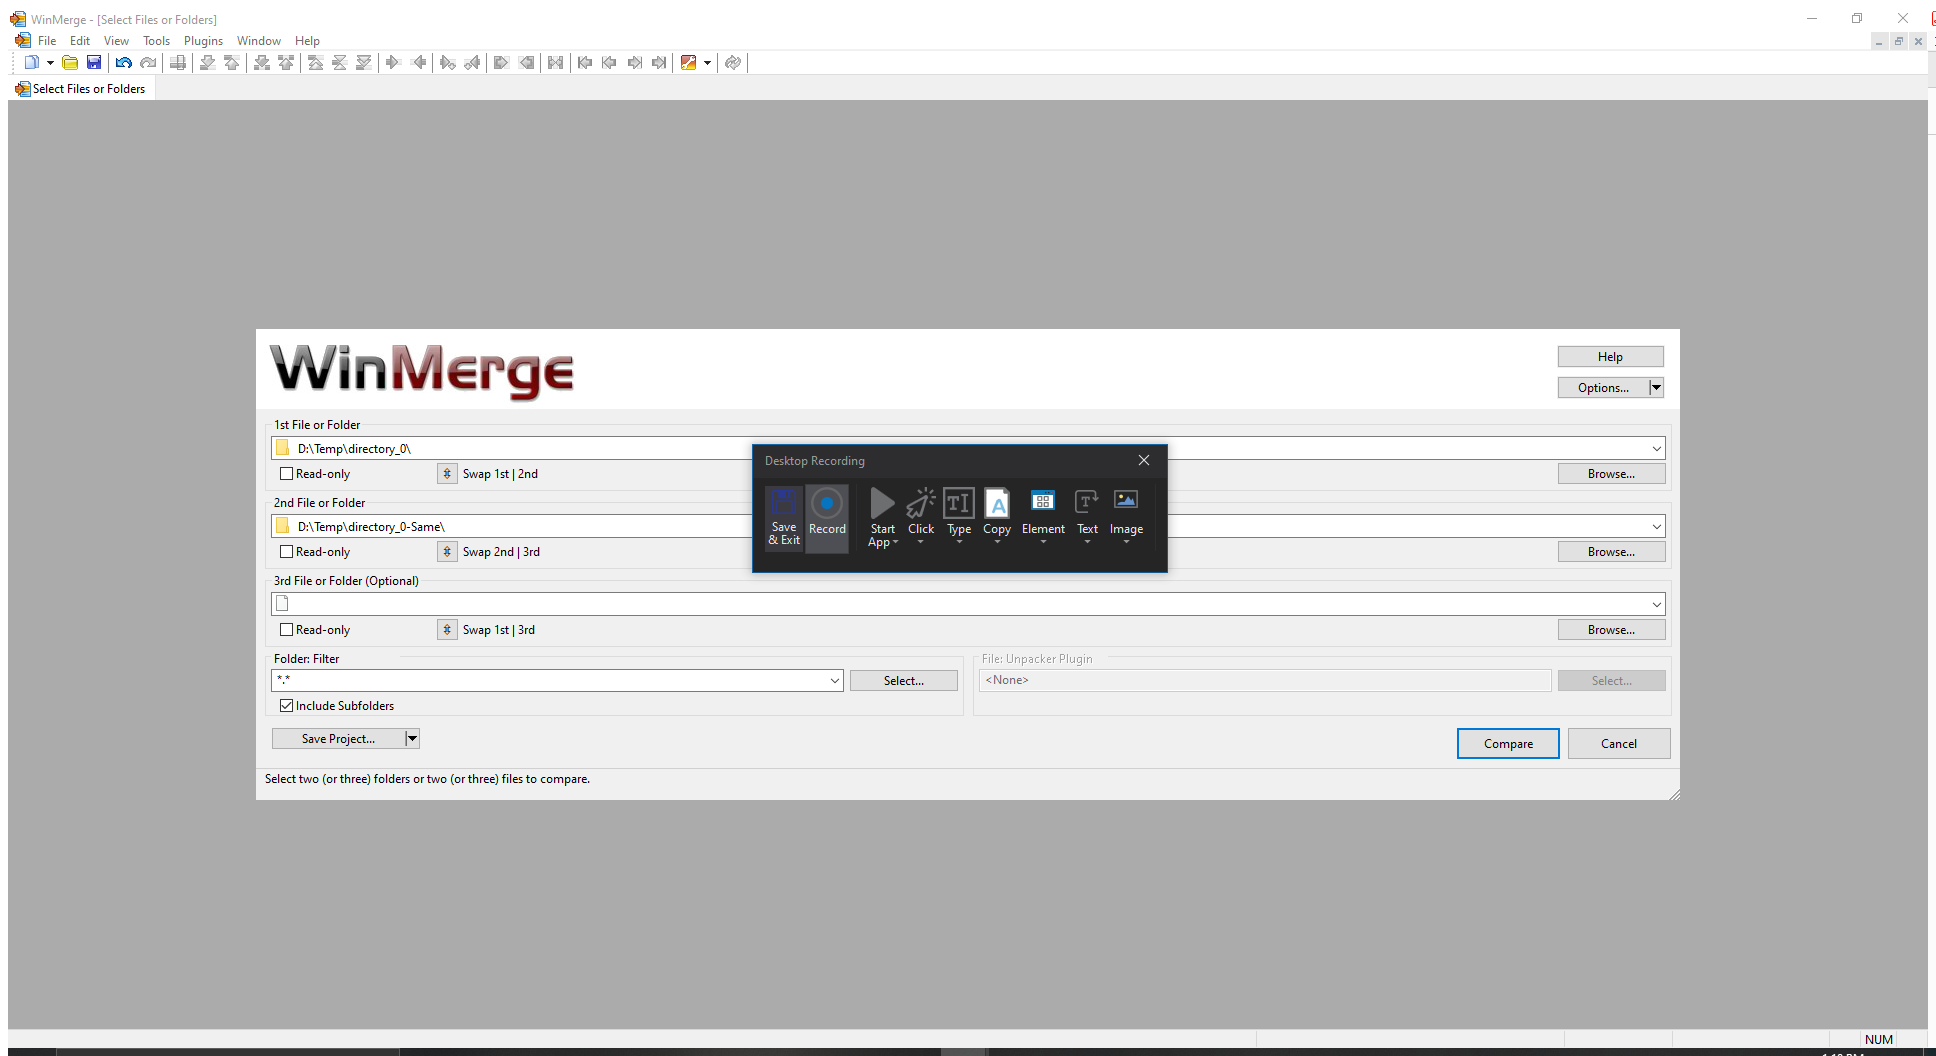 WinMerge - [Select Files or Folders]
File Edit View Tools Plugins Window Help
Select Files or Folders
WinMerge
Help
Options...
1st File or Folder
D:\Temp\directory_0\
Read-only
Swap 1st | 2nd
Browse...
2nd File or Folder
D:\Temp\directory_0-Same\
Read-only
Swap 2nd | 3rd
Browse...
Desktop Recording
Save & Exit
Record
Start App
Click
Type
Copy
Element
Text
Image
3rd File or Folder (Optional)
Read-only
Swap 1st | 3rd
Browse...
Folder: Filter
*.*
Select...
Include Subfolders
File: Unpacker Plugin
<None>
Select...
Save Project...
Compare
Cancel
Select two (or three) folders or two (or three) files to compare.
NUM